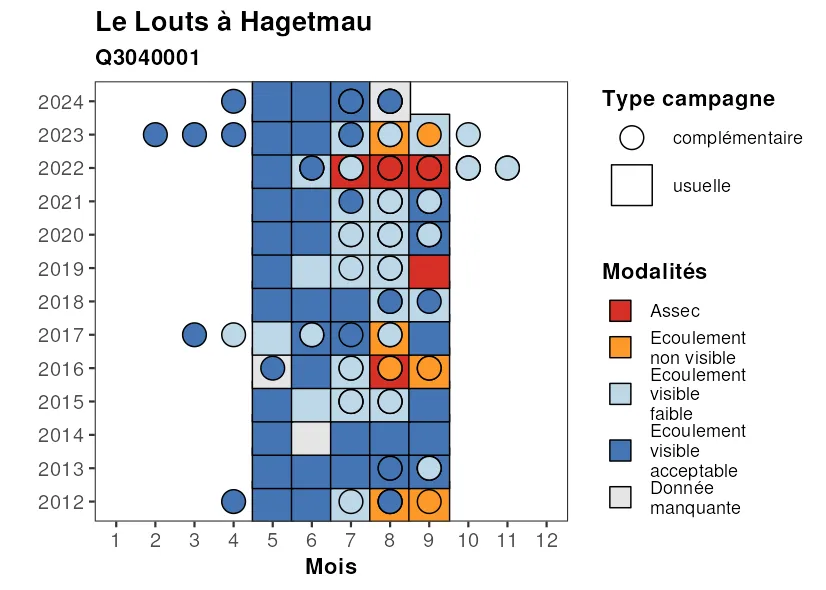 Le Louts à Hagetmau
Q3040001
2024
2023
2022
2021
2020
2019
2018
2017
2016
2015
2014
2013
2012
1 2 3 4 5 6 7 8 9 10 11 12
Mois
Type campagne
complémentaire
usuelle
Modalités
Assec
Ecoulement
non visible
Ecoulement
visible
faible
Ecoulement
visible
acceptable
Donnée
manquante